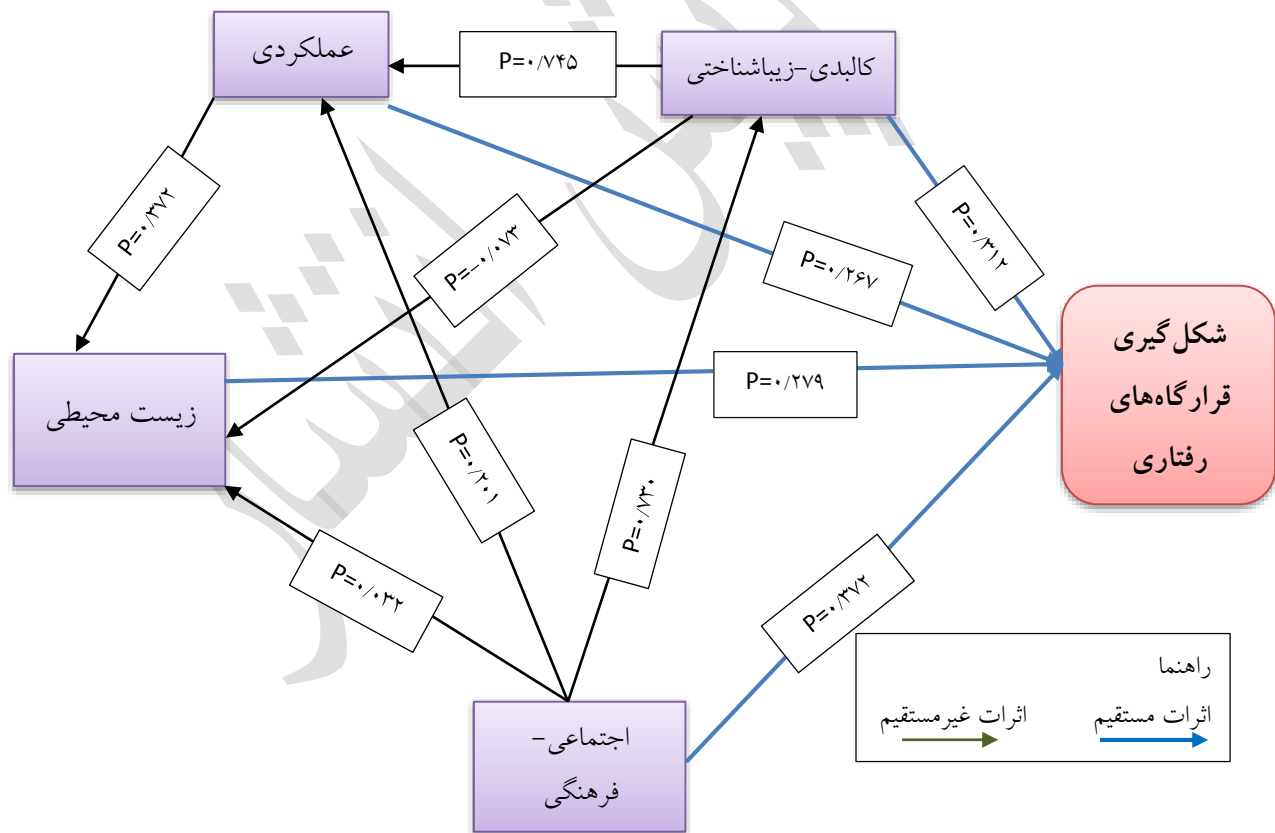 عملکردی
P=۰/۷۴۵
کالبدی-زیباشناختی
P=۰/۳۷۲
P=-۰/۰۷۳
P=۰/۲۶۷
P=۰/۳۱۲
شکل‌گیری
قرارگاه‌های
رفتاری
زیست محیطی
P=۰/۲۷۹
P=۰/۲۰۱
P=۰/۷۳۰
P=۰/۰۳۲
P=۰/۳۷۲
راهنما
اثرات مستقیم
اثرات غیرمستقیم
اجتماعی-
فرهنگی